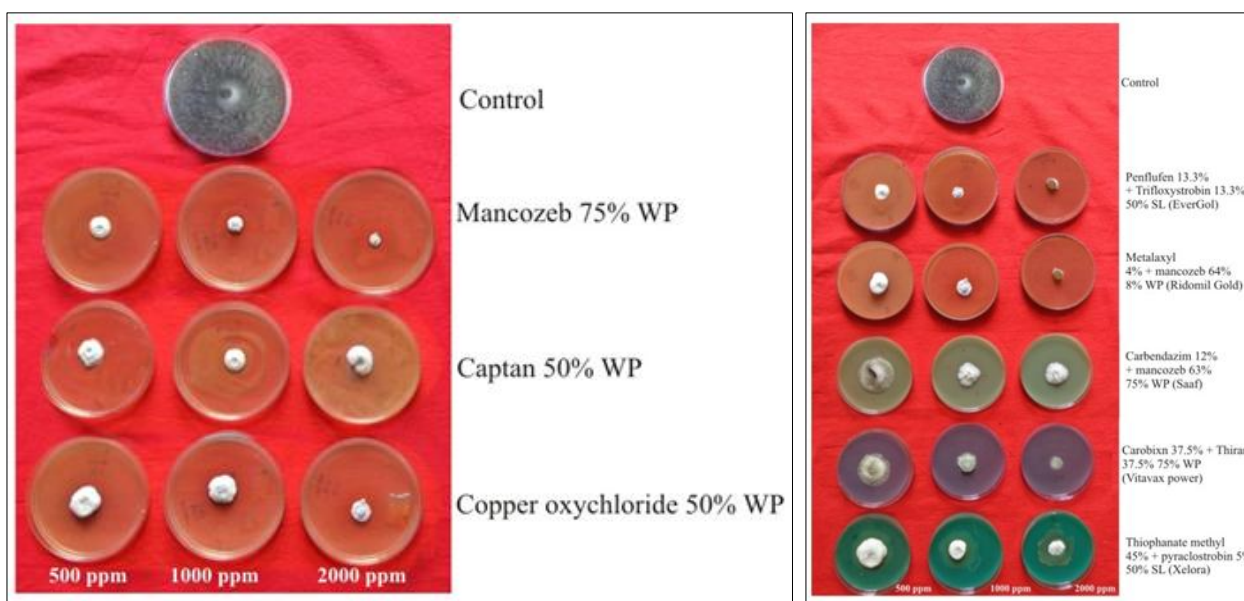 Control
Mancozeb 75% WP
Captan 50% WP
Copper oxychloride 50% WP
500 ppm
1000 ppm
2000 ppm
Control
Penflufen 13.3%
+ Trifloxystrobin 13.3%
50% SL (EverGol)
Metalaxyl
4% + mancozeb 64%
8% WP (Ridomil Gold)
Carbendazim 12%
+ mancozeb 63%
75% WP (Saaf)
Carobixn 37.5% + Thiram
37.5% 75% WP
(Vitavax power)
Thiophanate methyl
45% + pyraclostrobin 5%
50% SL (Xelora)
500 ppm
1000 ppm
2000 ppm